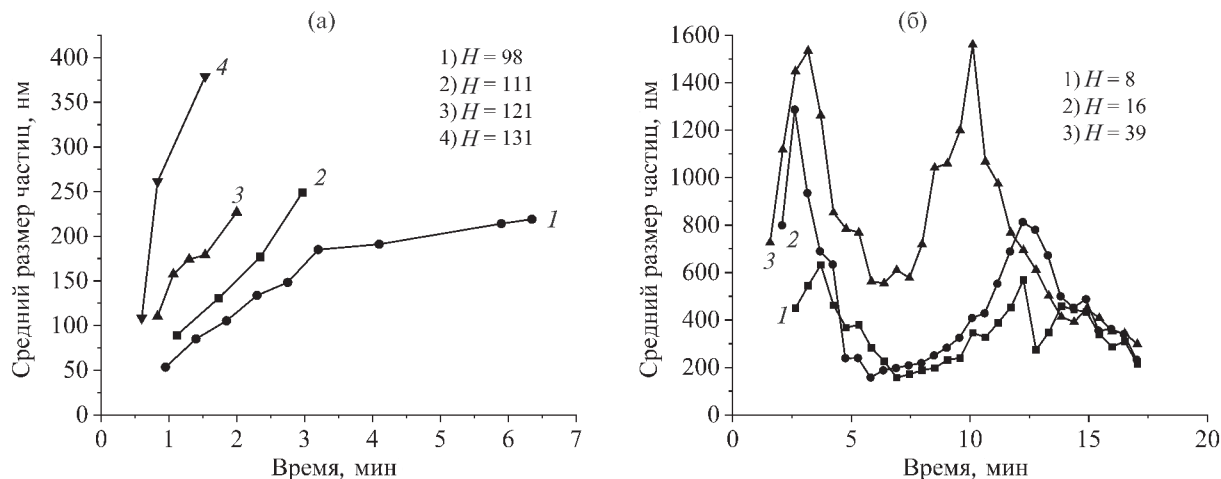 (а)
Средний размер частиц, нм
400
350
300
250
200
150
100
50
0
0 1 2 3 4 5 6 7
Время, мин
1) H = 98
2) H = 111
3) H = 121
4) H = 131
4
3
2
1
(б)
Средний размер частиц, нм
1600
1400
1200
1000
800
600
400
200
0
0 5 10 15 20
Время, мин
1) H = 8
2) H = 16
3) H = 39
3
2
1